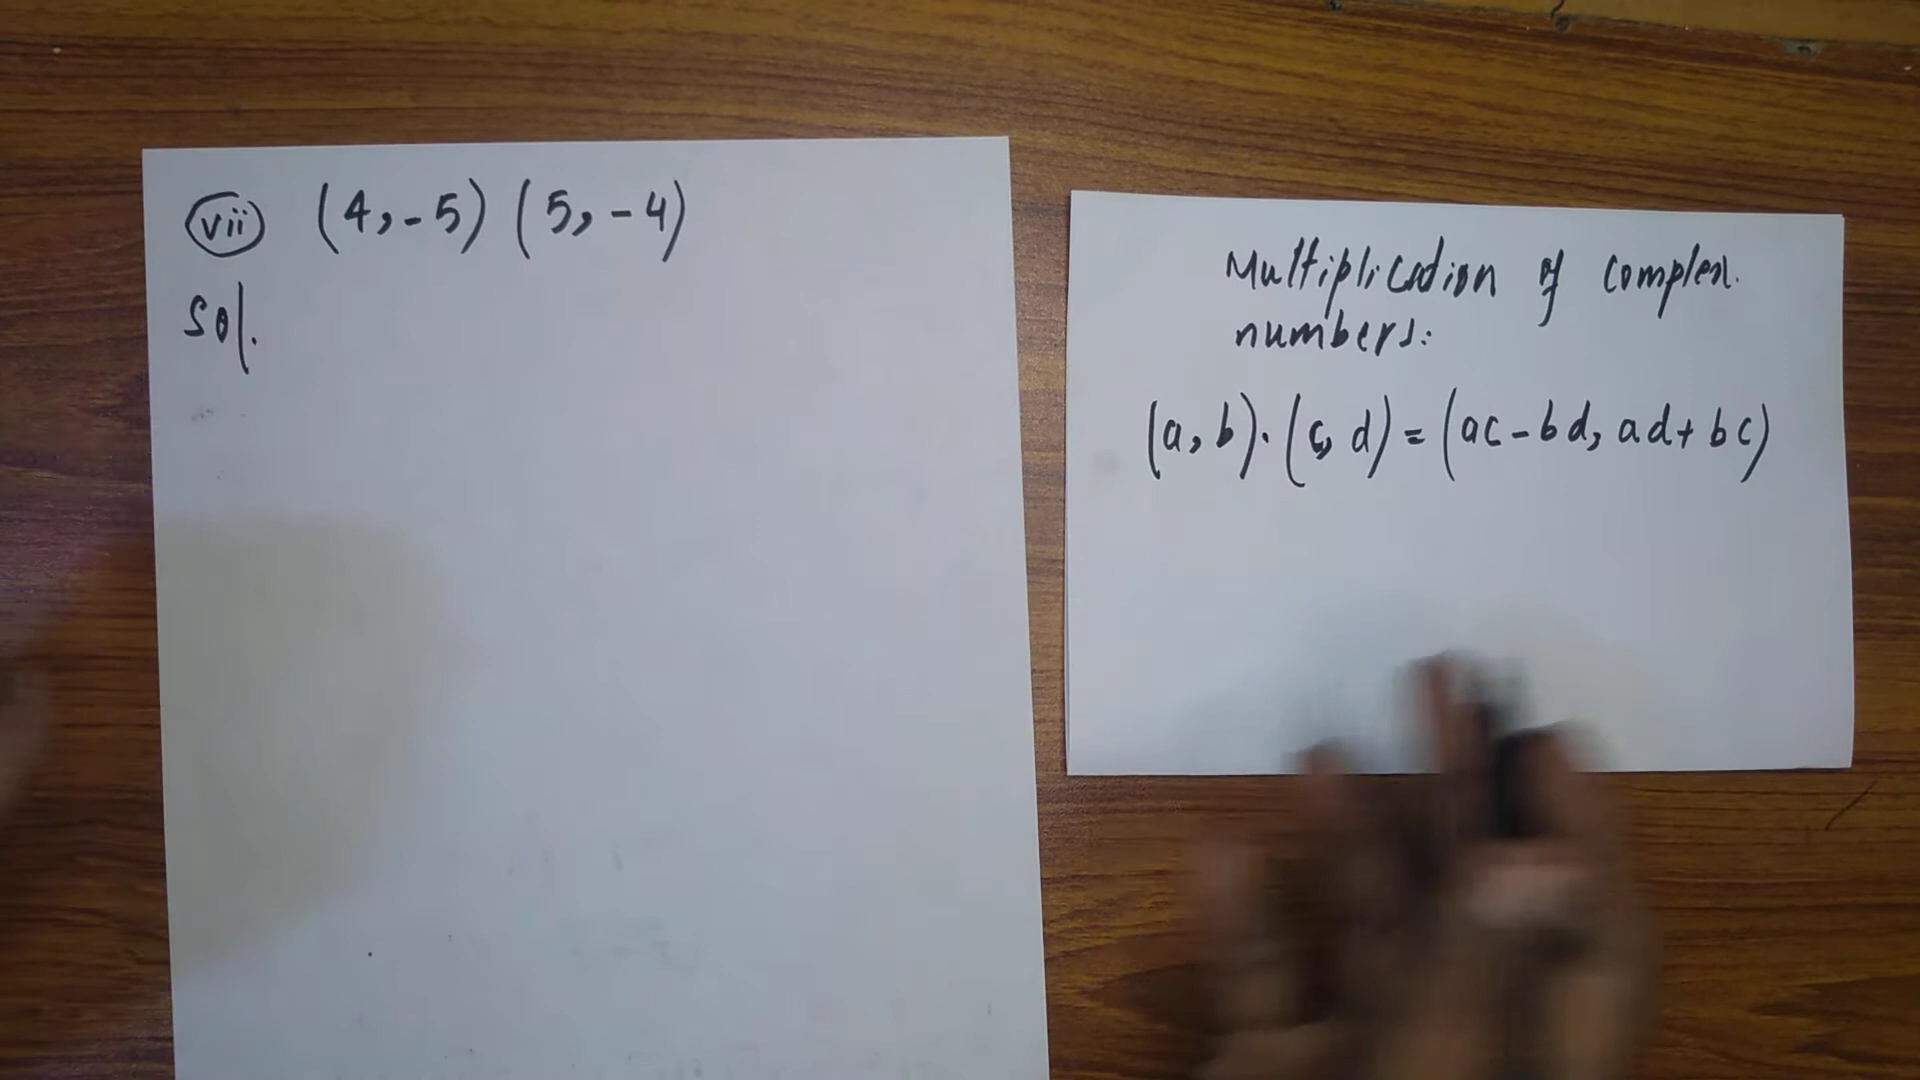 vii (4,-5) (5,-4)
Sol.
Multiplication of complex.
numbers:
(a,b).(c,d)=(ac-bd, ad+bc)